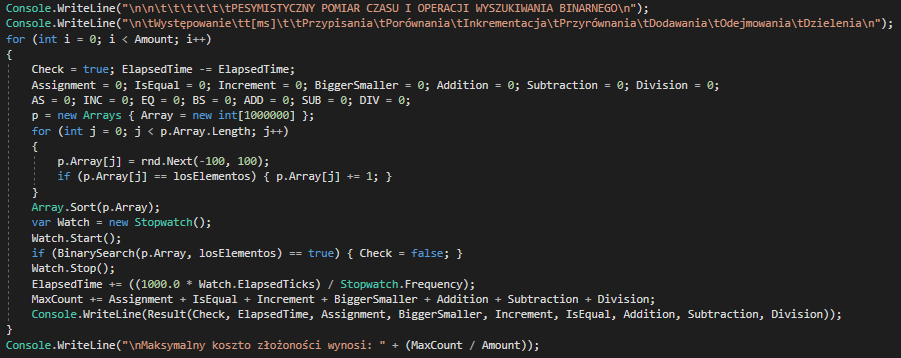 Console.WriteLine("\n\n\t\t\t\t\t\tPESYMISTYCZNY POMIAR CZASU I OPERACJI WYSZUKIWANIA BINARNEGO\n");
Console.WriteLine("\n\tWystępowanie\tt[ms]\t\tPrzypisania\tPorównania\tInkrementacja\tPrzyrównania\tDodawania\tOdejmowania\tDzielenia\n");
for (int i = 0; i < Amount; i++)
{
Check = true; ElapsedTime -= ElapsedTime;
Assignment = 0; IsEqual = 0; Increment = 0; BiggerSmaller = 0; Addition = 0; Subtraction = 0; Division = 0;
AS = 0; INC = 0; EQ = 0; BS = 0; ADD = 0; SUB = 0; DIV = 0;
p = new Arrays { Array = new int[1000000] };
for (int j = 0; j < p.Array.Length; j++)
{
p.Array[j] = rnd.Next(-100, 100);
if (p.Array[j] == losElementos) { p.Array[j] += 1; }
}
Array.Sort(p.Array);
var Watch = new Stopwatch();
Watch.Start();
if (BinarySearch(p.Array, losElementos) == true) { Check = false; }
Watch.Stop();
ElapsedTime += ((1000.0 * Watch.ElapsedTicks) / Stopwatch.Frequency);
MaxCount += Assignment + IsEqual + Increment + BiggerSmaller + Addition + Subtraction + Division;
Console.WriteLine(Result(Check, ElapsedTime, Assignment, BiggerSmaller, Increment, IsEqual, Addition, Subtraction, Division));
}
Console.WriteLine("\nMaksymalny koszto złożoności wynosi: " + (MaxCount / Amount));